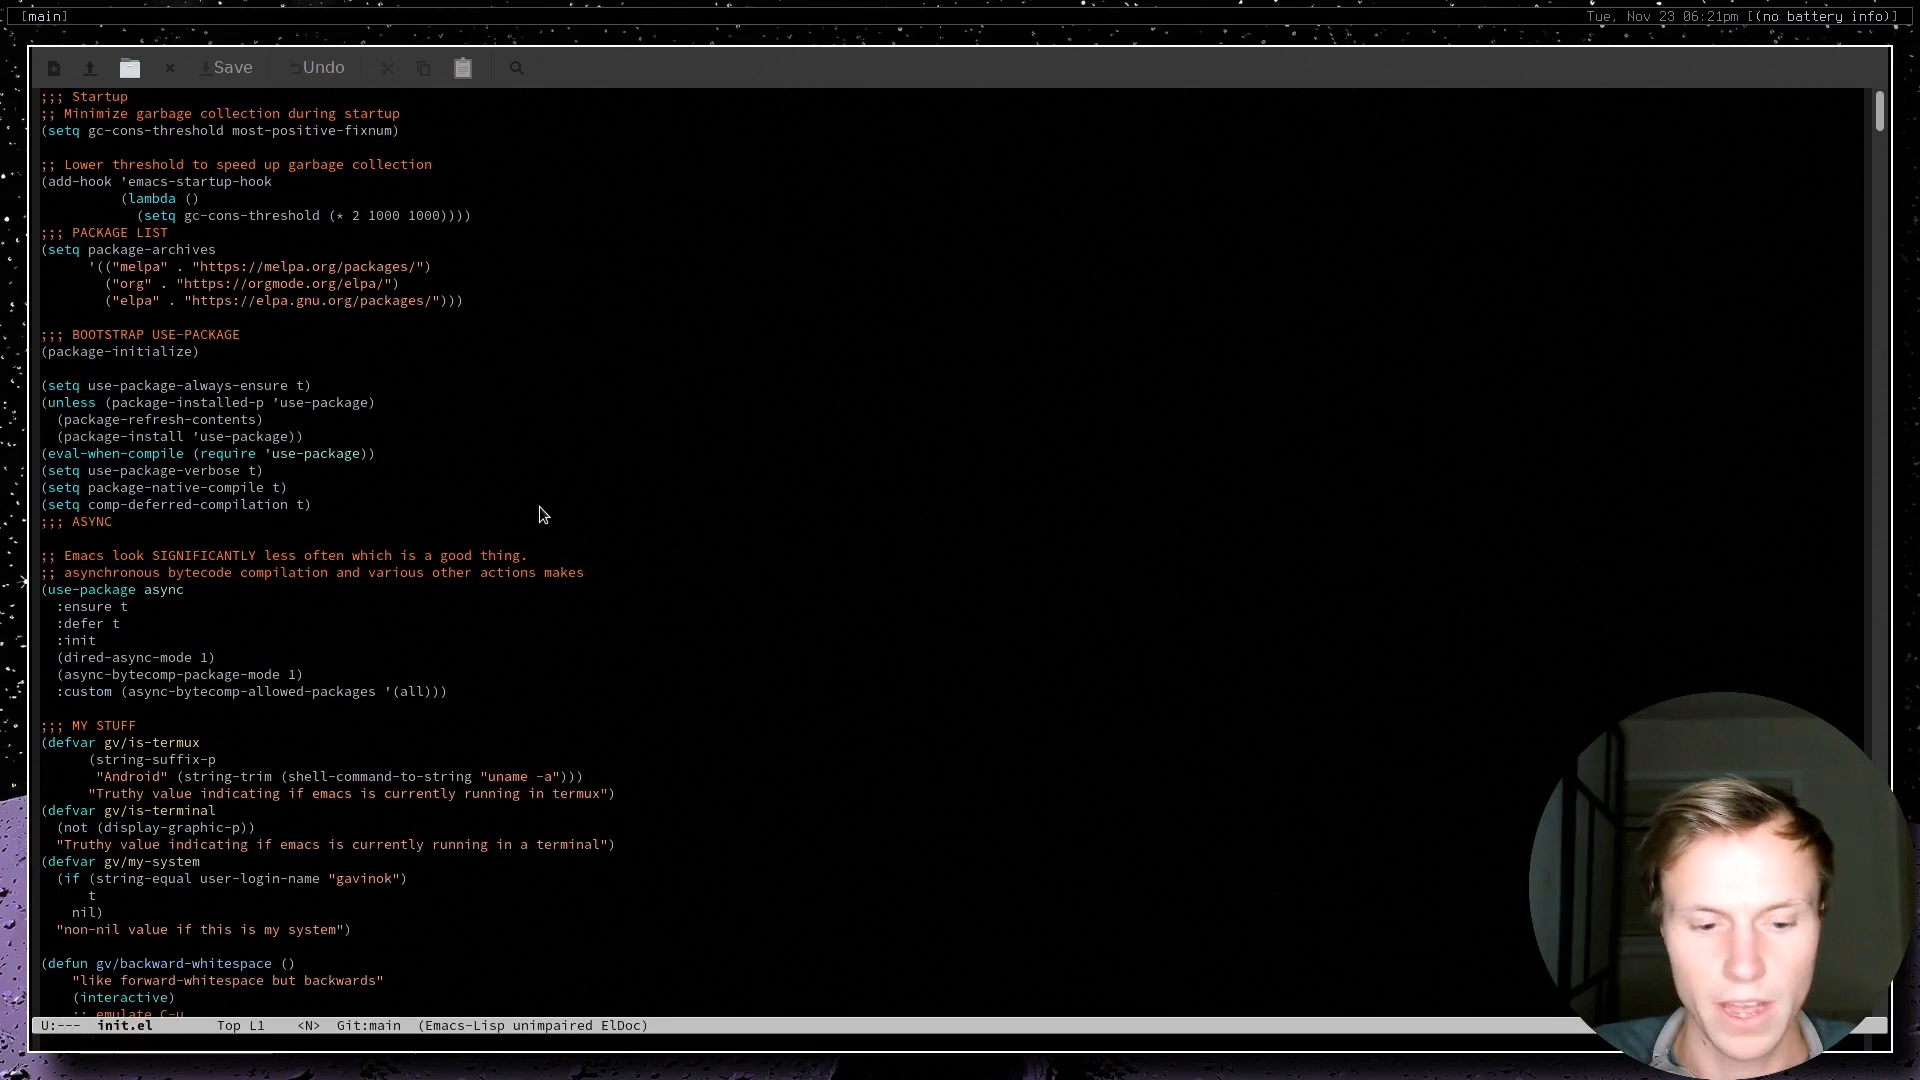 [main]
Tue, Nov 23 06:21pm [(no battery info)]
Save
Undo
;;; Startup
;; Minimize garbage collection during startup
(setq gc-cons-threshold most-positive-fixnum)
;; Lower threshold to speed up garbage collection
(add-hook 'emacs-startup-hook
(lambda ()
(setq gc-cons-threshold (* 2 1000 1000))))
;;; PACKAGE LIST
(setq package-archives
'(("melpa" . "https://melpa.org/packages/")
("org" . "https://orgmode.org/elpa/")
("elpa" . "https://elpa.gnu.org/packages/")))
;;; BOOTSTRAP USE-PACKAGE
(package-initialize)
(setq use-package-always-ensure t)
(unless (package-installed-p 'use-package)
(package-refresh-contents)
(package-install 'use-package))
(eval-when-compile (require 'use-package))
(setq use-package-verbose t)
(setq package-native-compile t)
(setq comp-deferred-compilation t)
;;; ASYNC
;; Emacs look SIGNIFICANTLY less often which is a good thing.
;; asynchronous bytecode compilation and various other actions makes
(use-package async
:ensure t
:defer t
:init
(dired-async-mode 1)
(async-bytecomp-package-mode 1)
:custom (async-bytecomp-allowed-packages '(all)))
;;; MY STUFF
(defvar gv/is-termux
(string-suffix-p
"Android" (string-trim (shell-command-to-string "uname -a")))
"Truthy value indicating if emacs is currently running in termux")
(defvar gv/is-terminal
(not (display-graphic-p))
"Truthy value indicating if emacs is currently running in a terminal")
(defvar gv/my-system
(if (string-equal user-login-name "gavinok")
t
nil)
"non-nil value if this is my system")
(defun gv/backward-whitespace ()
"like forward-whitespace but backwards"
(interactive)
;; emulate C-u
U:--- init.el Top L1 <N> Git:main (Emacs-Lisp unimpaired ElDoc)